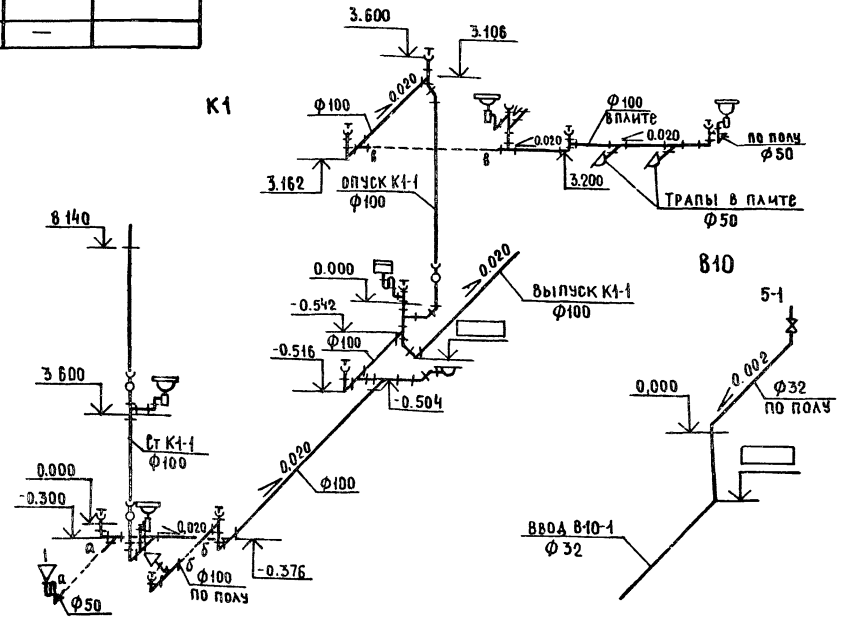 —
К1
3.600
3.106
0.020
Ф100
3.162
в
в
ОПУСК К1-1
Ф100
0.020
Ф100
В ПЛИТЕ
0.020
ПО ПОЛУ
Ф50
3.200
ТРАПЫ В ПЛИТЕ
Ф50
8 140
0.000
-0.542
Ф100
-0.516
0.020
ВЫПУСК К1-1
Ф100
-0.504
3 600
Ст К1-1
Ф100
0.000
-0.300
0,020
а
а
1
Ф50
б
б
0,020
Ф100
Ф100
ПО ПОЛУ
-0.376
В10
5-1
0.002
Ф32
ПО ПОЛУ
0,000
ВВОД В10-1
Ф32